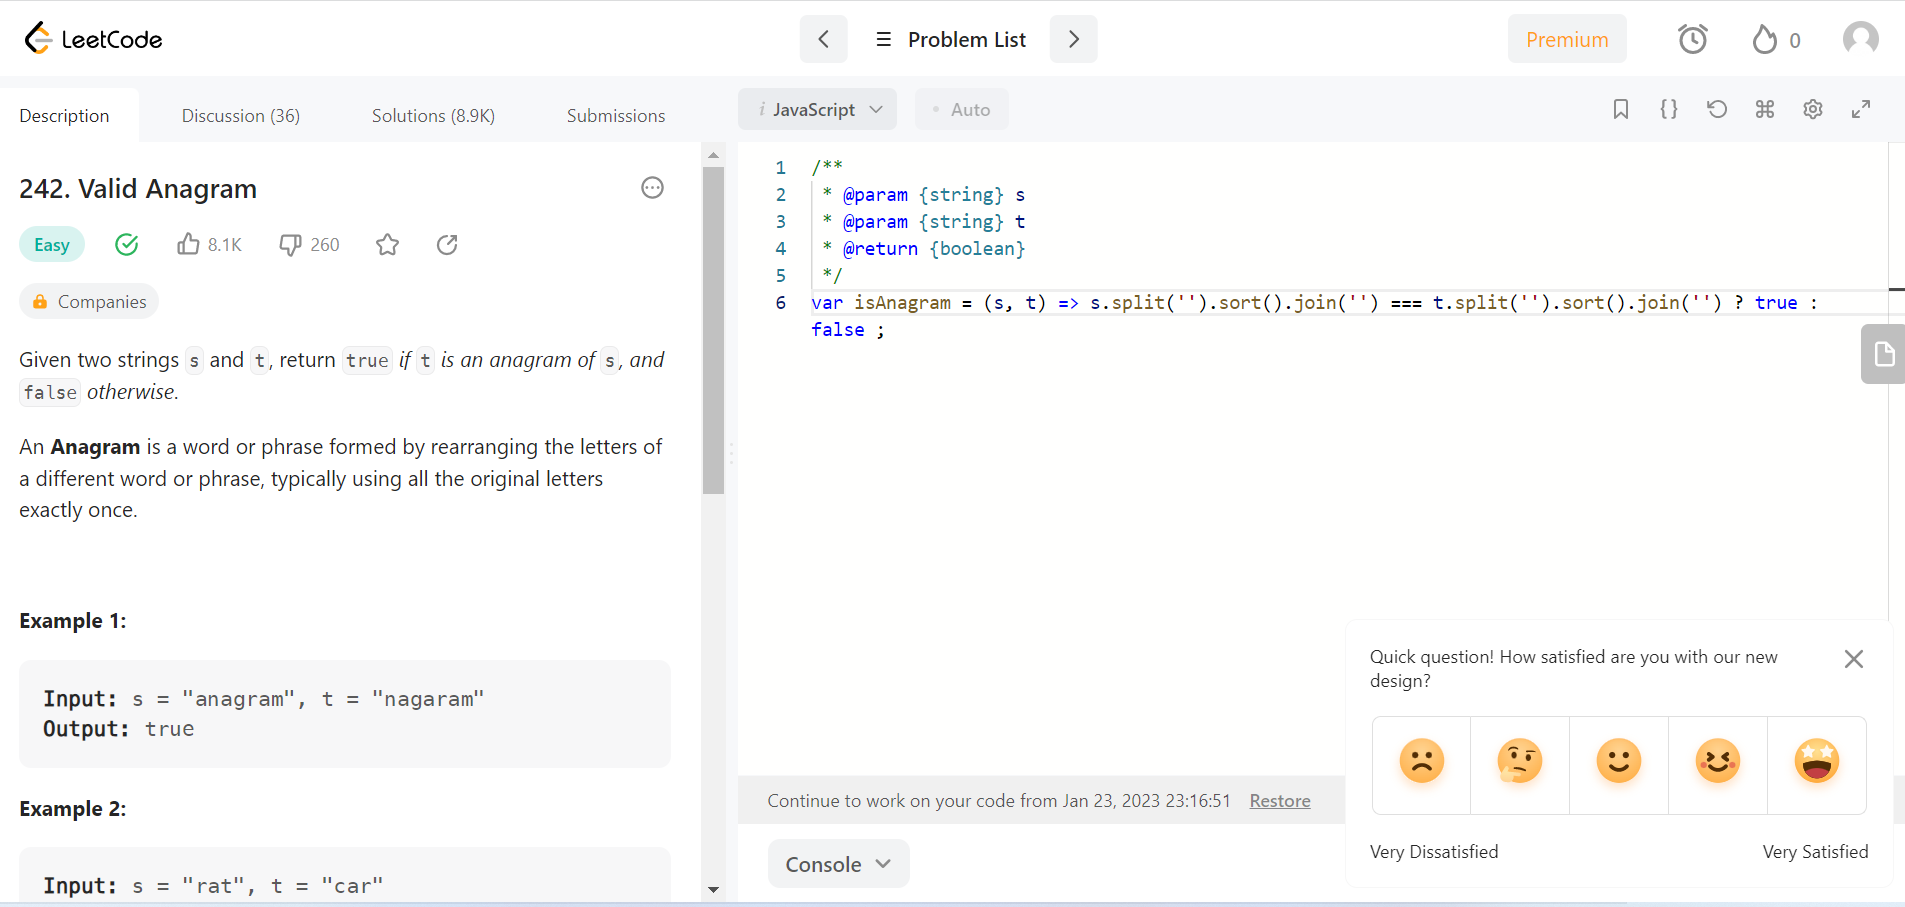 LeetCode
Problem List
Premium
0
Description
Discussion (36)
Solutions (8.9K)
Submissions
i JavaScript
Auto
242. Valid Anagram
Easy
8.1K
260
Companies
Given two strings s and t, return true if t is an anagram of s, and
false otherwise.
An Anagram is a word or phrase formed by rearranging the letters of
a different word or phrase, typically using all the original letters
exactly once.
Example 1:
Input: s = "anagram", t = "nagaram"
Output: true
Example 2:
Input: s = "rat", t = "car"
1 /**
2 * @param {string} s
3 * @param {string} t
4 * @return {boolean}
5 */
6 var isAnagram = (s, t) => s.split('').sort().join('') === t.split('').sort().join('') ? true :
false ;
Continue to work on your code from Jan 23, 2023 23:16:51 Restore
Console
Quick question! How satisfied are you with our new
design?
Very Dissatisfied
Very Satisfied